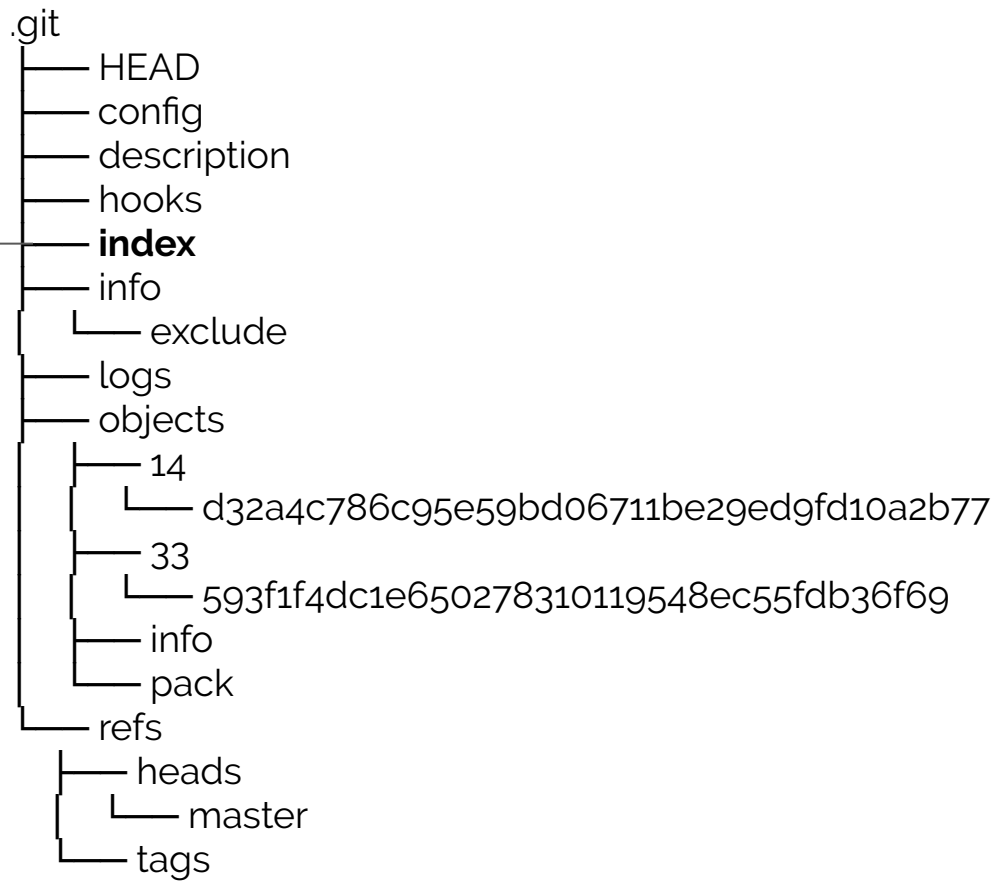 .git
HEAD
config
description
hooks
index
info
exclude
logs
objects
14
d32a4c786c95e59bd06711be29ed9fd10a2b77
33
593f1f4dc1e650278310119548ec55fdb36f69
info
pack
refs
heads
master
tags